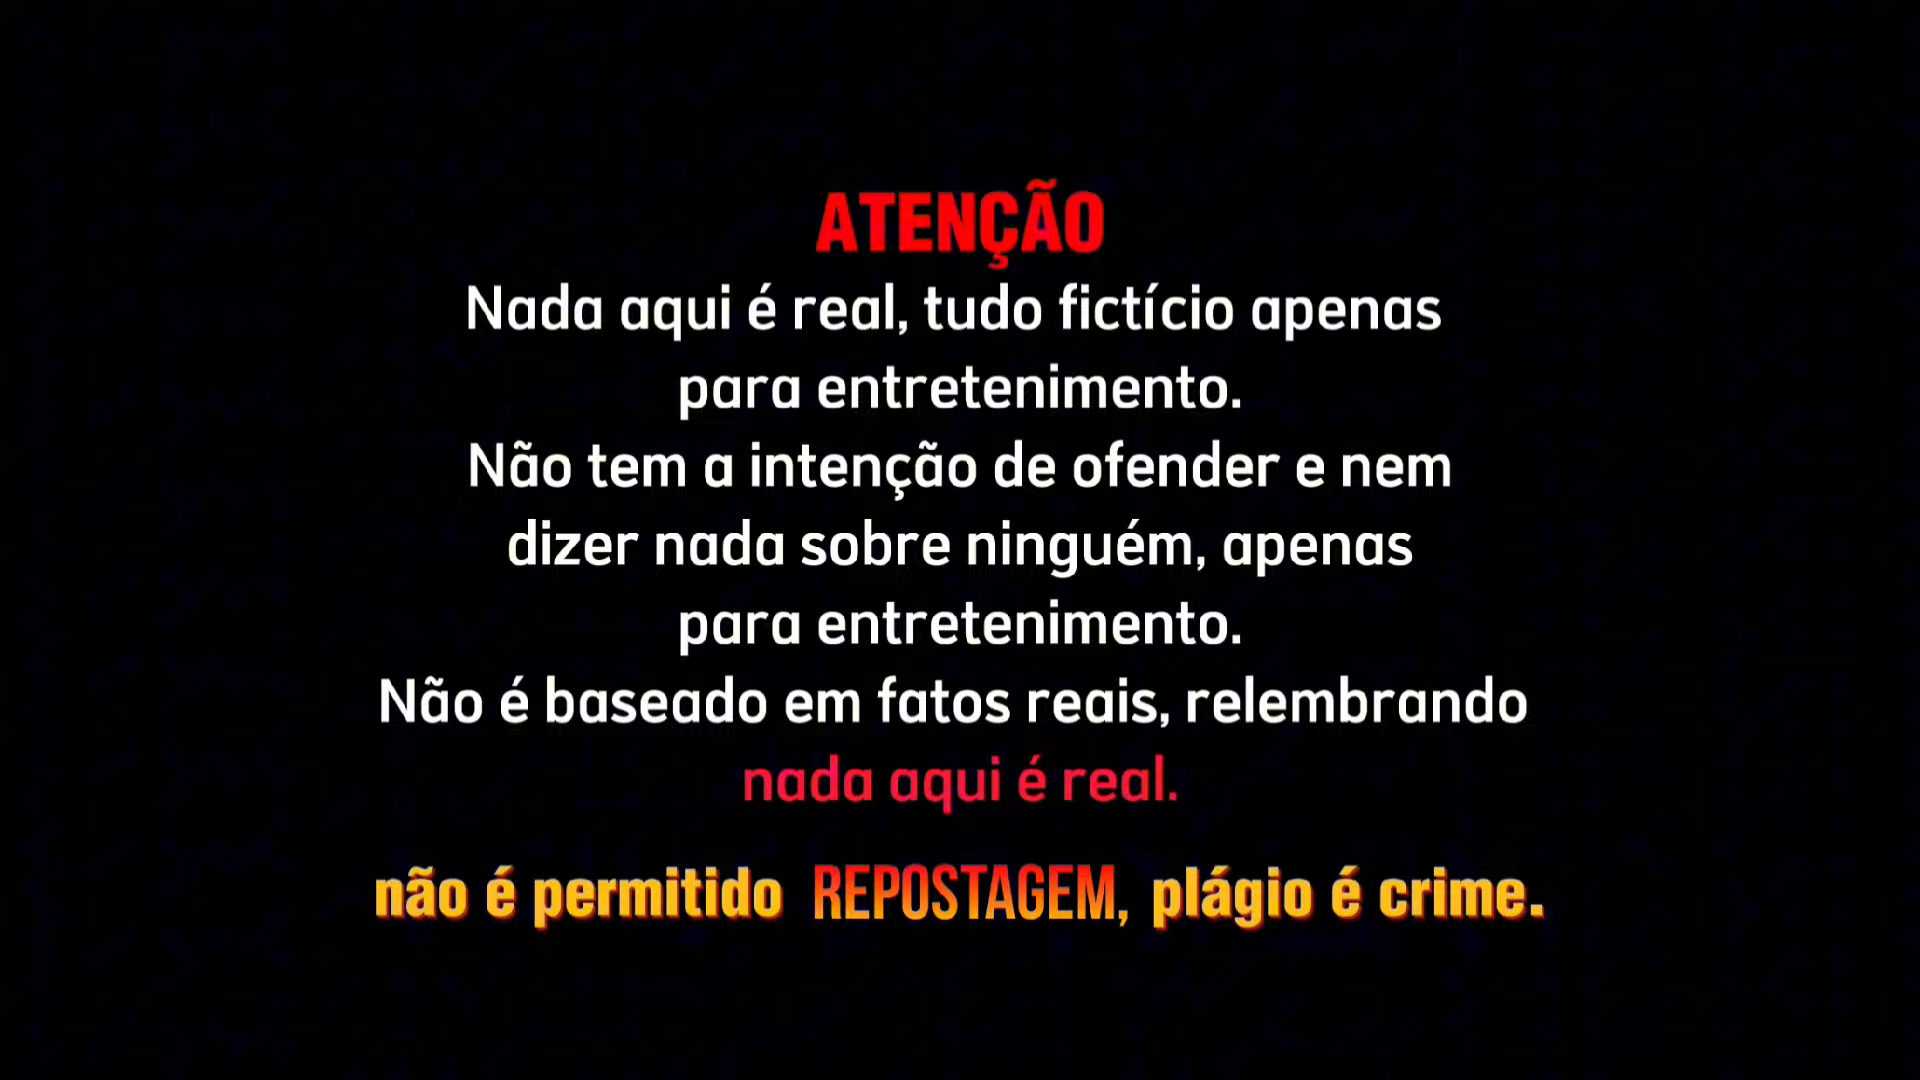 ATENÇÃO
Nada aqui é real, tudo fictício apenas
para entretenimento.
Não tem a intenção de ofender e nem
dizer nada sobre ninguém, apenas
para entretenimento.
Não é baseado em fatos reais, relembrando
nada aqui é real.
não é permitido REPOSTAGEM, plágio é crime.